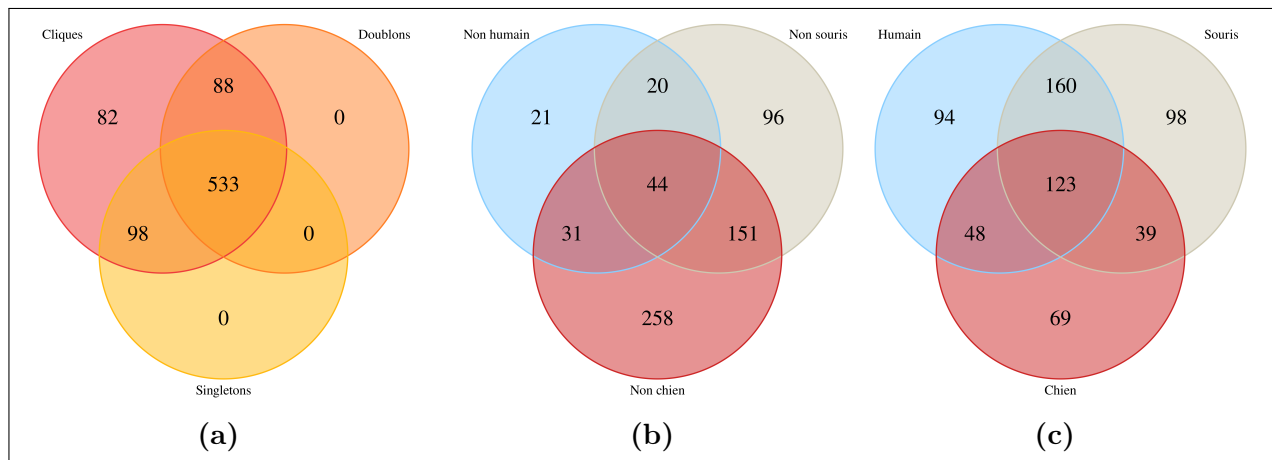 Cliques Doublons
88
82 0
533
98 0
0
Singletons
(a)
Non humain Non souris
20
21 96
44
31 151
258
Non chien
(b)
Humain Souris
160
94 98
123
48 39
69
Chien
(c)